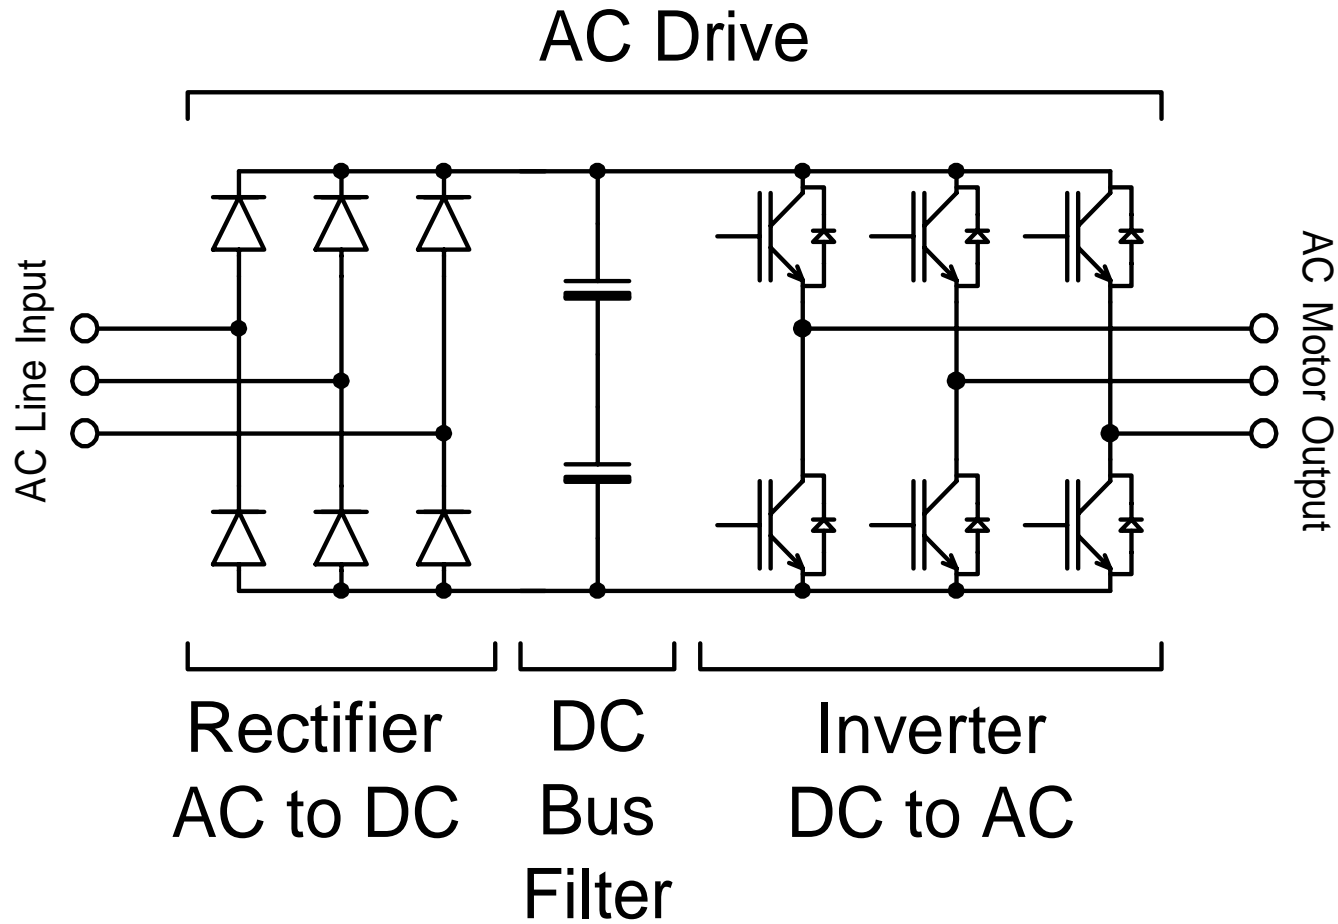 AC Drive
AC Line Input
AC Motor Output
Rectifier
AC to DC
DC
Bus
Filter
Inverter
DC to AC